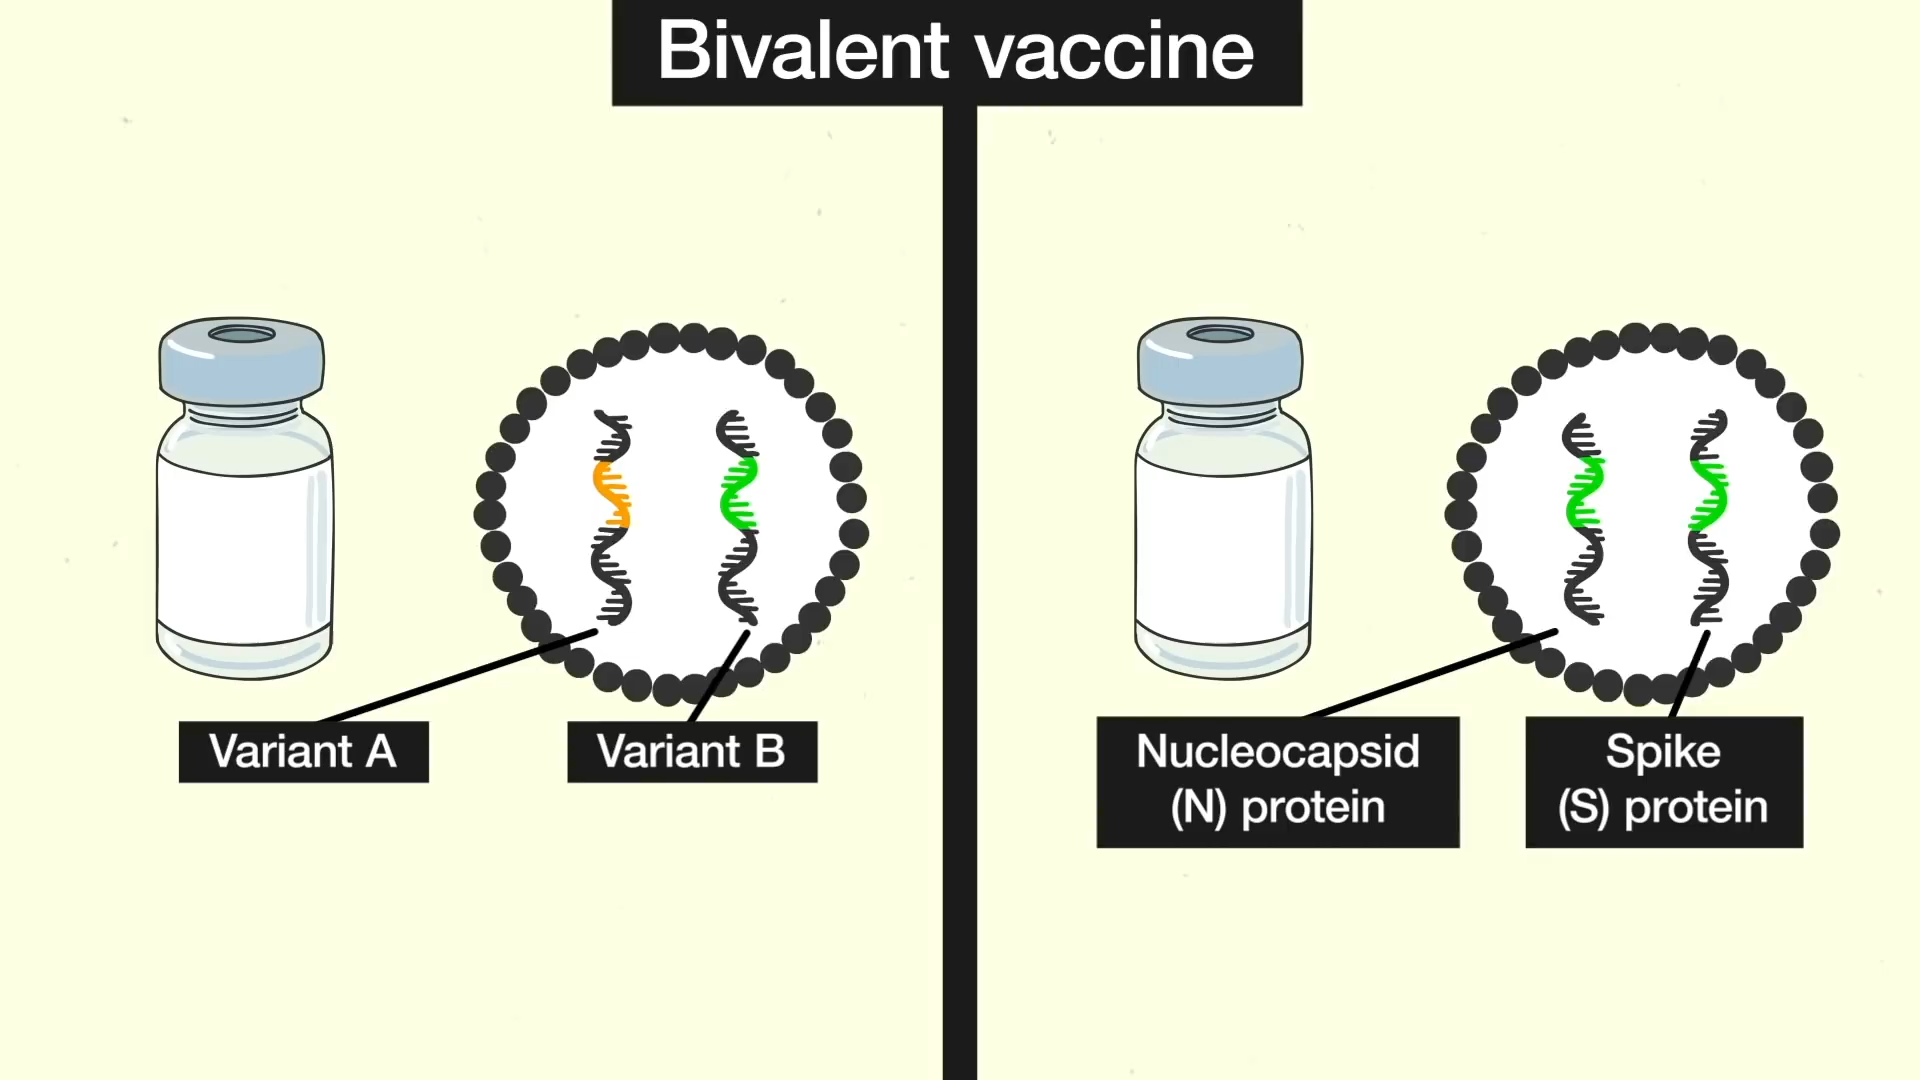 Bivalent vaccine
Variant A
Variant B
Nucleocapsid
(N) protein
Spike
(S) protein